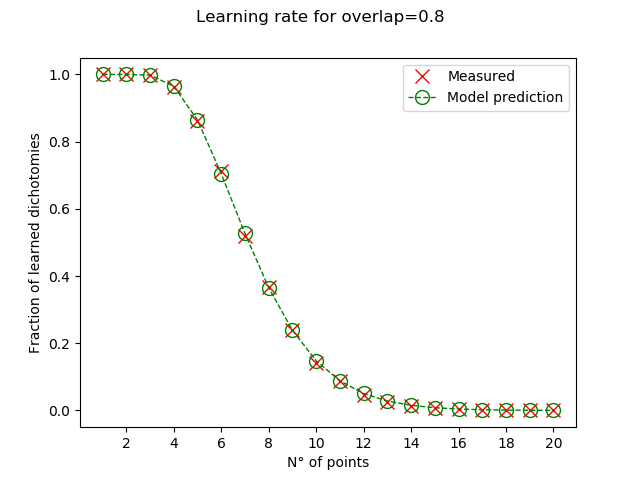 Learning rate for overlap=0.8
Measured
Model prediction
Fraction of learned dichotomies
1.0
0.8
0.6
0.4
0.2
0.0
2 4 6 8 10 12 14 16 18 20
N° of points